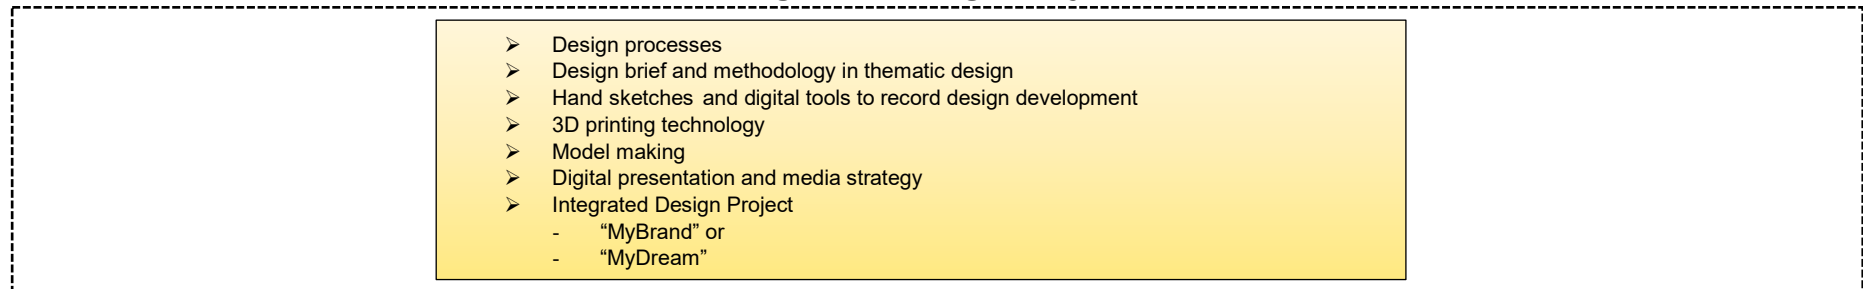 ➢ Design processes
➢ Design brief and methodology in thematic design
➢ Hand sketches and digital tools to record design development
➢ 3D printing technology
➢ Model making
➢ Digital presentation and media strategy
➢ Integrated Design Project
- “MyBrand” or
- “MyDream”